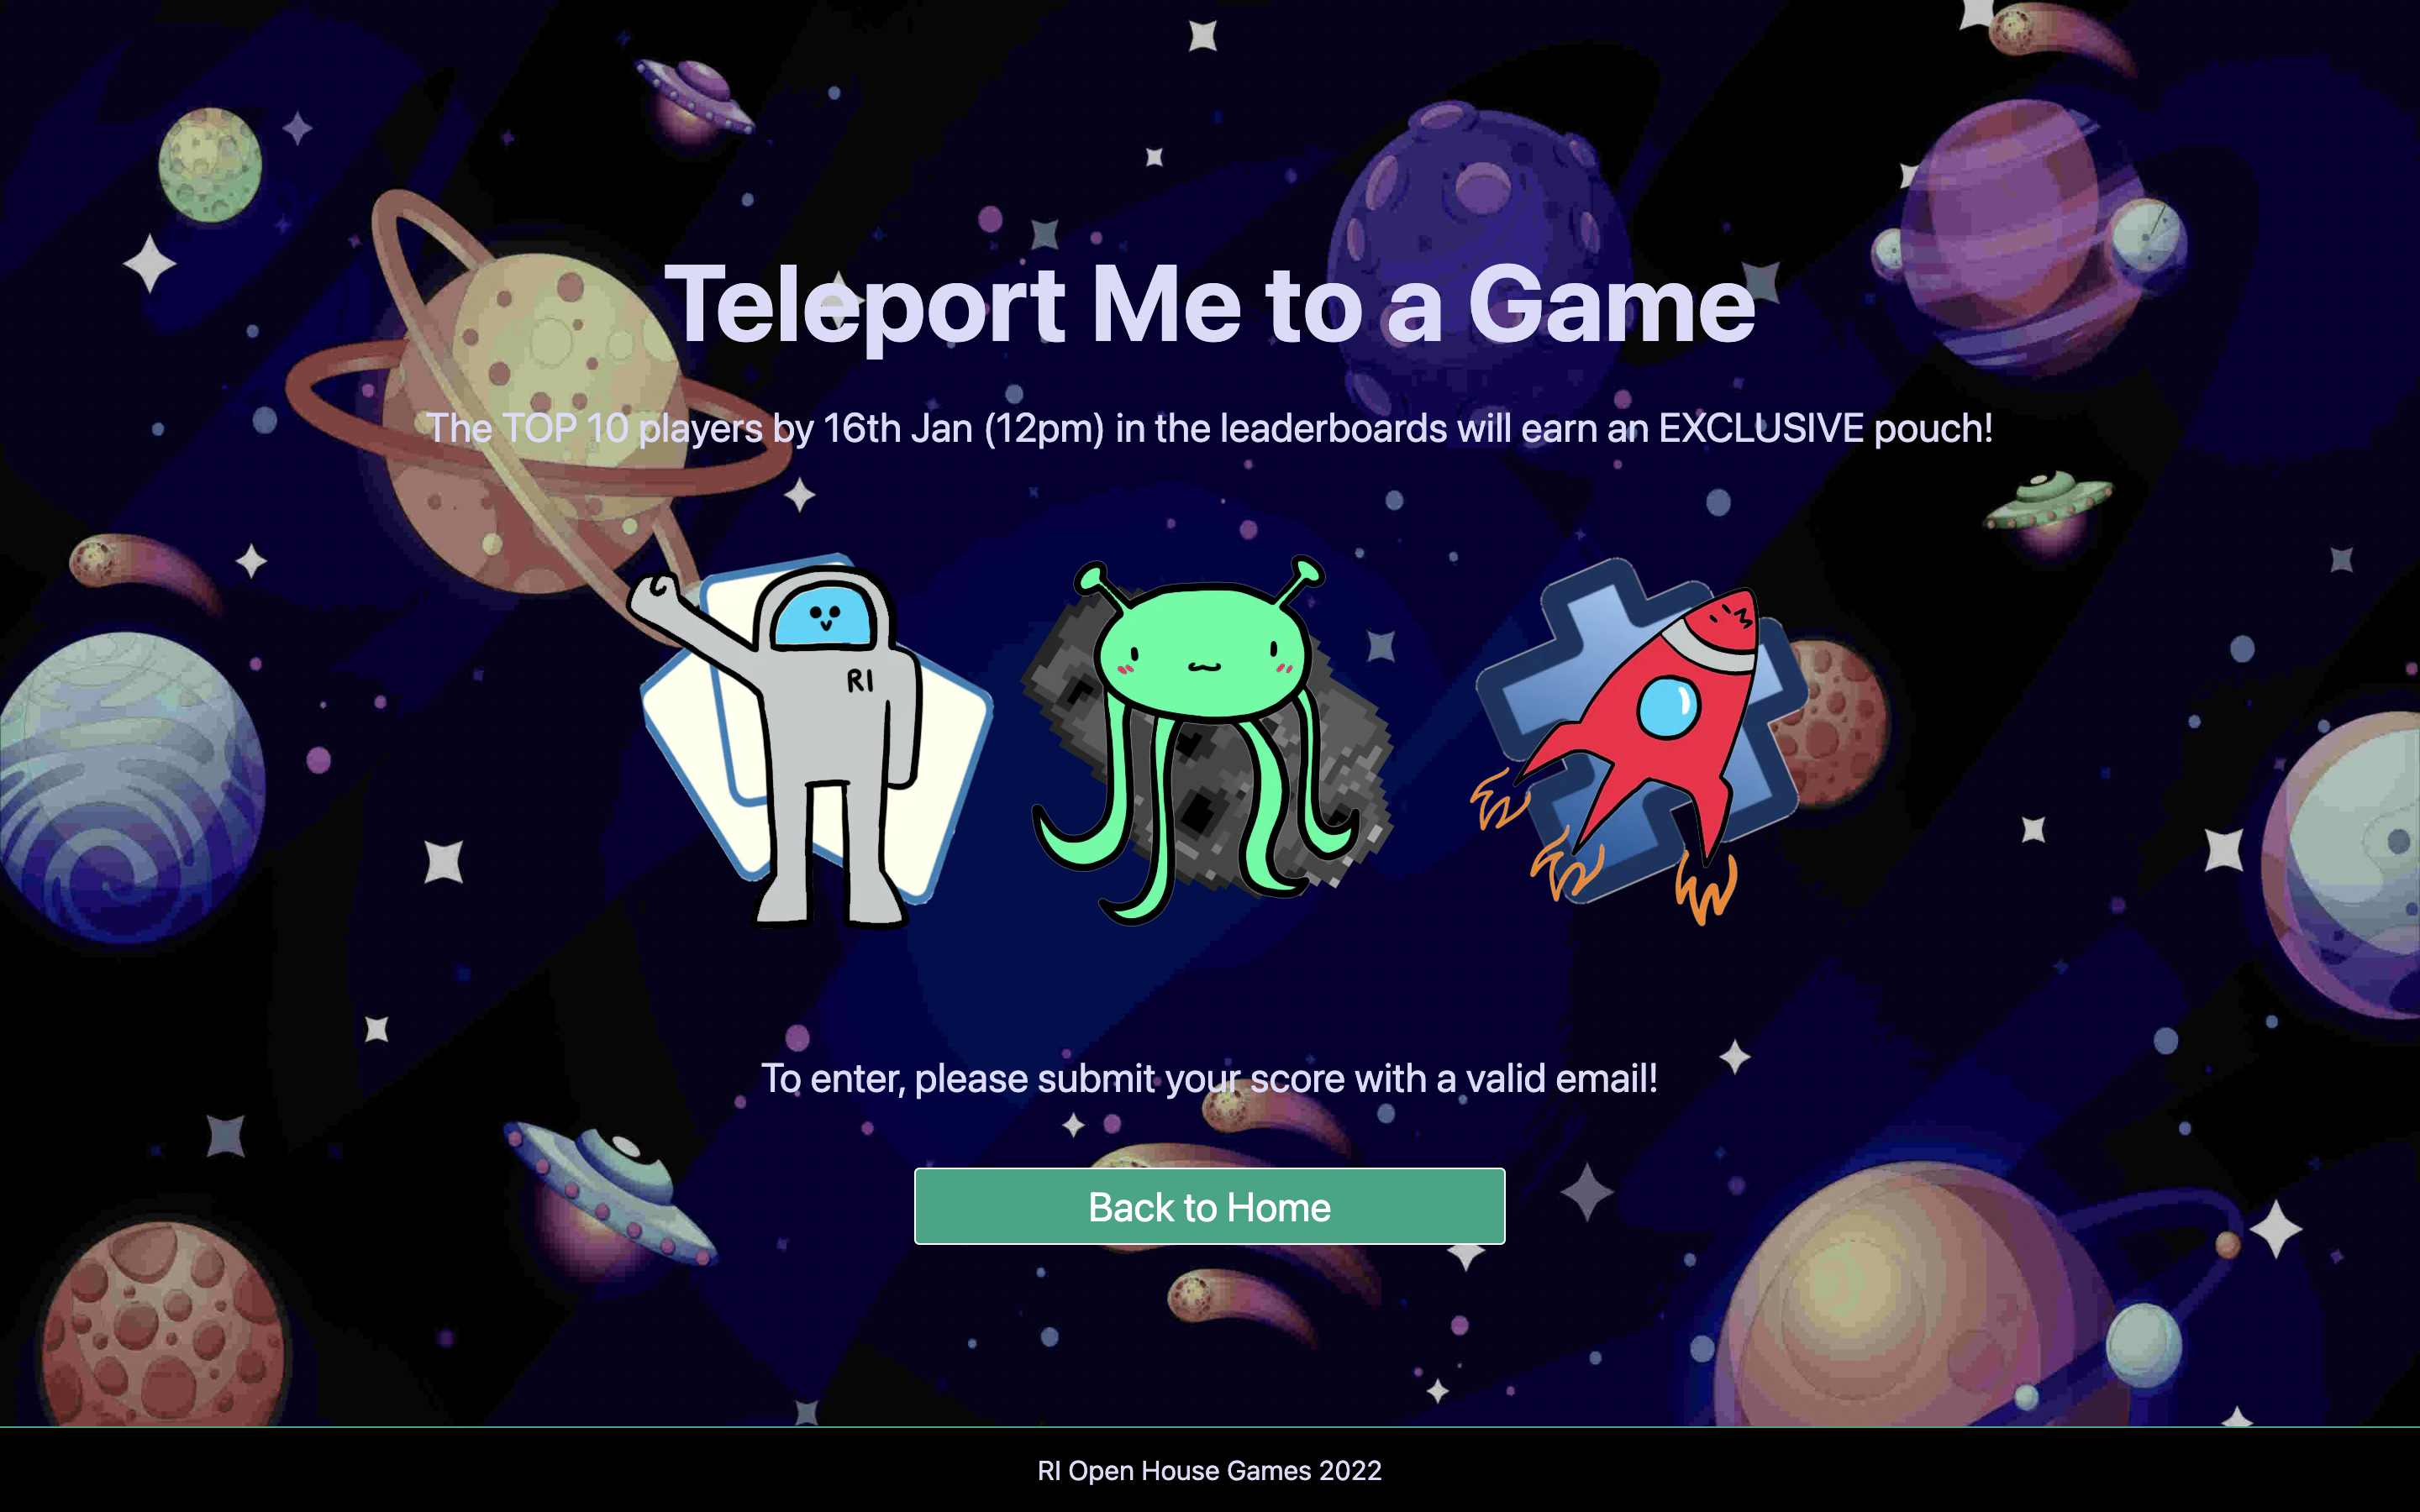 Teleport Me to a Game
The TOP 10 players by 16th Jan (12pm) in the leaderboards will earn an EXCLUSIVE pouch!
RI
To enter, please submit your score with a valid email!
Back to Home
RI Open House Games 2022